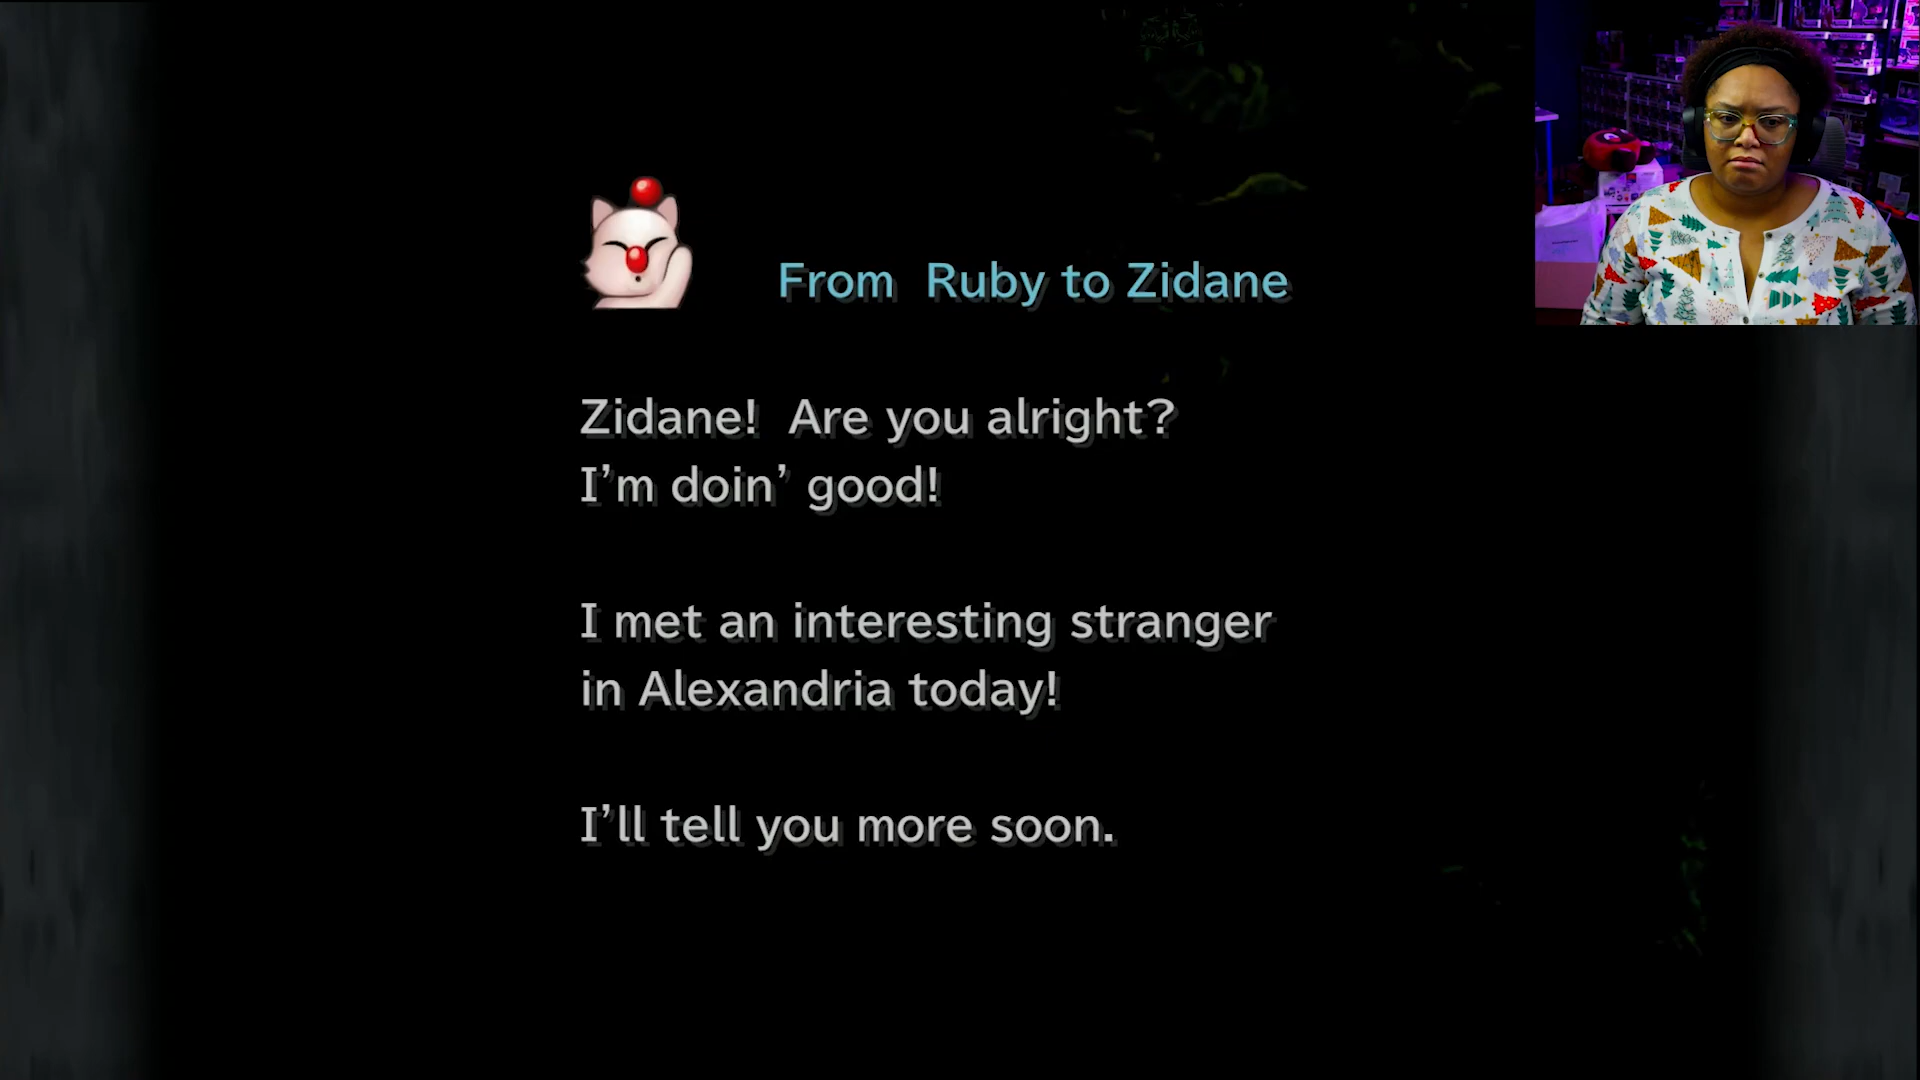 From Ruby to Zidane
Zidane! Are you alright?
I'm doin' good!
I met an interesting stranger
in Alexandria today!
I'll tell you more soon.